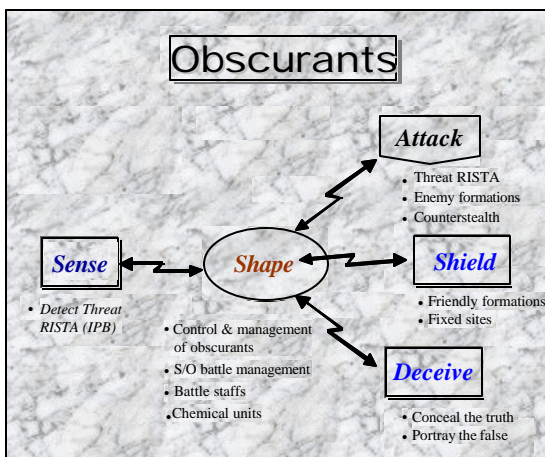 Obscurants
Attack
• Threat RISTA
• Enemy formations
• Counterstealth
Sense
• Detect Threat
RISTA (IPB)
Shape
• Control & management
of obscurants
• S/O battle management
• Battle staffs
• Chemical units
Shield
• Friendly formations
• Fixed sites
Deceive
• Conceal the truth
• Portray the false